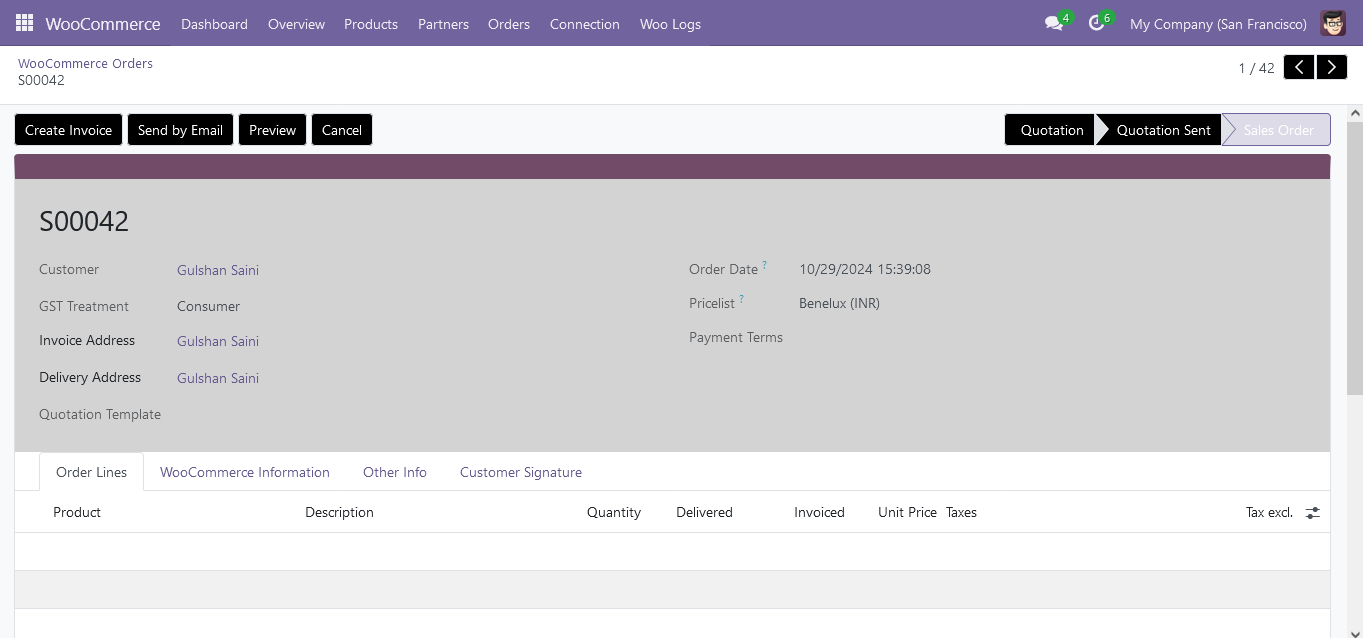 WooCommerce Dashboard Overview Products Partners Orders Connection Woo Logs 4 6 My Company (San Francisco)
WooCommerce Orders
S00042
1 / 42
Create Invoice Send by Email Preview Cancel Quotation Quotation Sent Sales Order
S00042
Customer Gulshan Saini Order Date ? 10/29/2024 15:39:08
GST Treatment Consumer Pricelist ? Benelux (INR)
Invoice Address Gulshan Saini Payment Terms
Delivery Address Gulshan Saini
Quotation Template
Order Lines WooCommerce Information Other Info Customer Signature
Product Description Quantity Delivered Invoiced Unit Price Taxes Tax excl.